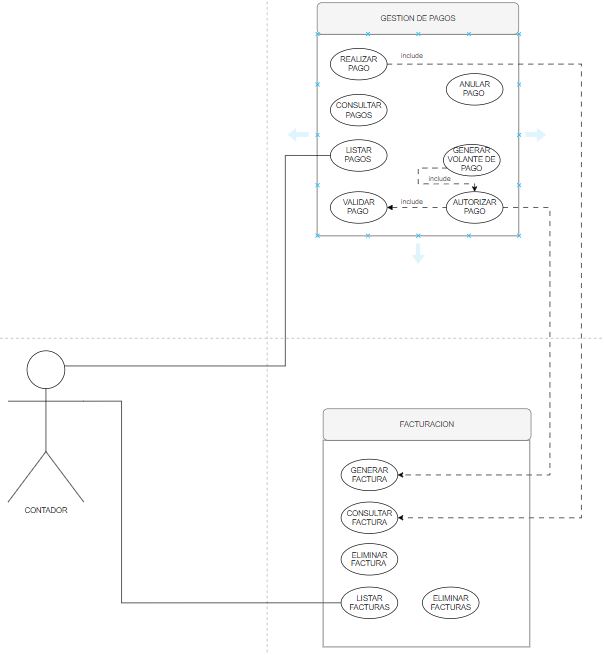 GESTION DE PAGOS
REALIZAR
PAGO
include
ANULAR
PAGO
CONSULTAR
PAGOS
LISTAR
PAGOS
GENERAR
VOLANTE DE
PAGO
include
VALIDAR
PAGO
include
AUTORIZAR
PAGO
CONTADOR
FACTURACION
GENERAR
FACTURA
CONSULTAR
FACTURA
ELIMINAR
FACTURA
LISTAR
FACTURAS
ELIMINAR
FACTURAS